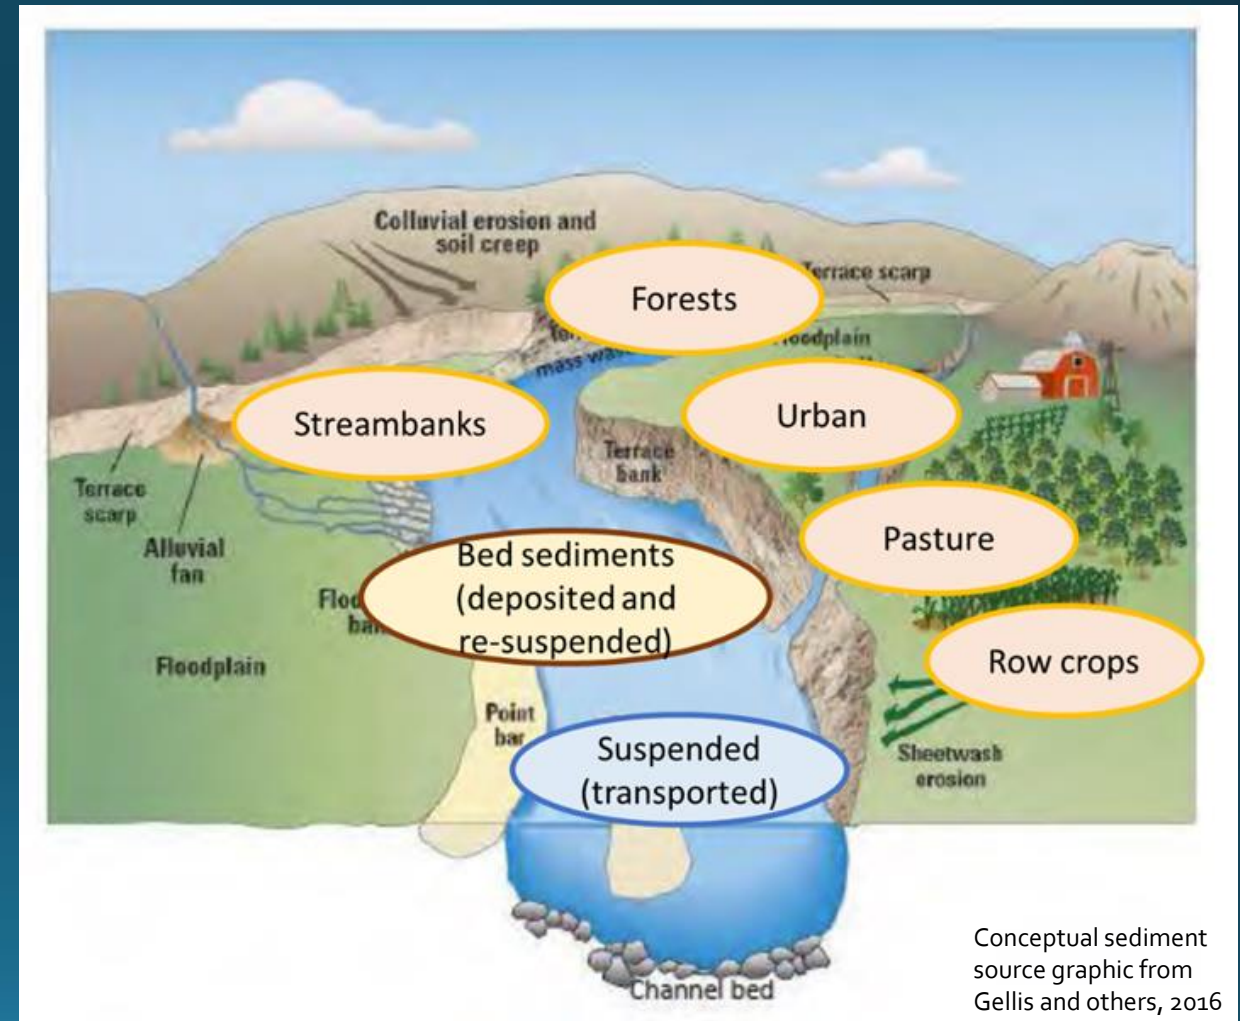 Colluvial erosion and
soil creep
Forests
Terrace scarp
Floodplain
mass
Streambanks
Urban
Terrace
bank
Terrace
scarp
Alluvial
fan
Pasture
Bed sediments
(deposited and
re-suspended)
Floodplain
Row crops
Point
bar
Suspended
(transported)
Sheetwash
erosion
Channel bed
Conceptual sediment
source graphic from
Gellis and others, 2016